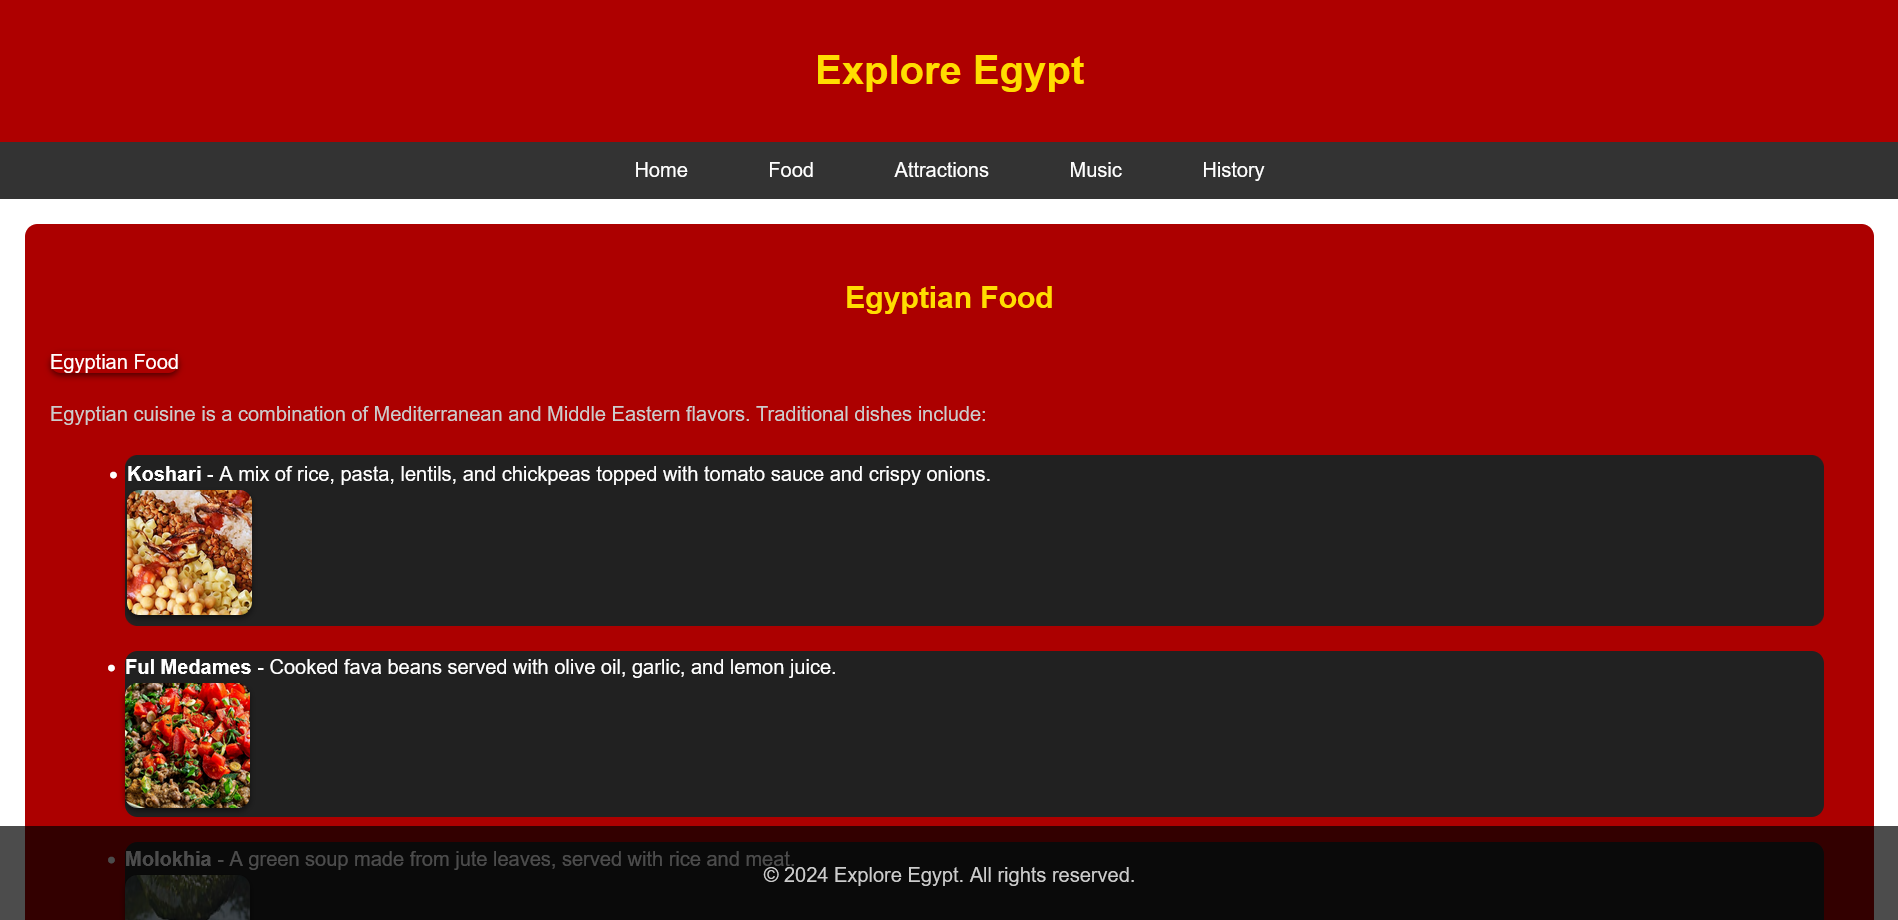 Explore Egypt
Home Food Attractions Music History
Egyptian Food
Egyptian Food
Egyptian cuisine is a combination of Mediterranean and Middle Eastern flavors. Traditional dishes include:
• Koshari - A mix of rice, pasta, lentils, and chickpeas topped with tomato sauce and crispy onions.
• Ful Medames - Cooked fava beans served with olive oil, garlic, and lemon juice.
• Molokhia - A green soup made from jute leaves, served with rice and meat.
© 2024 Explore Egypt. All rights reserved.